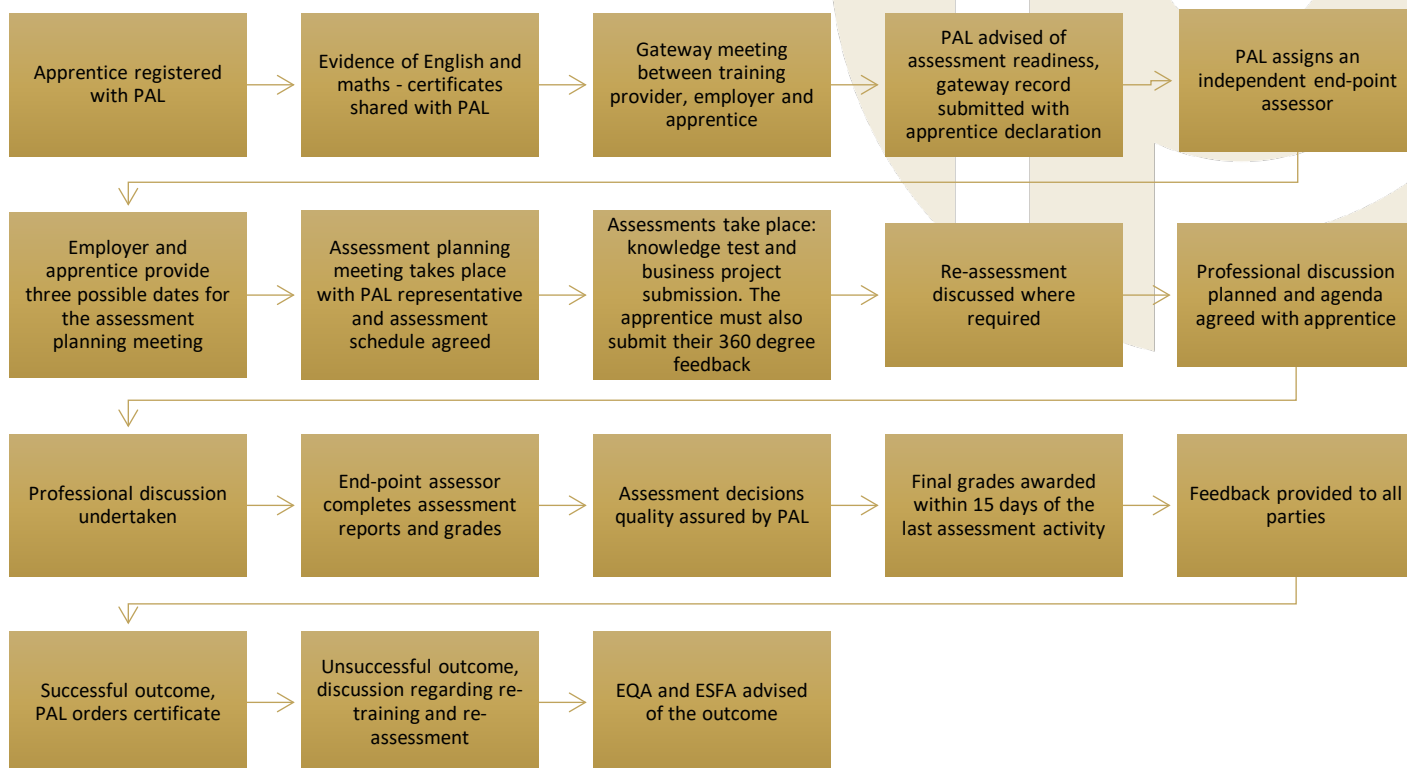 Apprentice registered
with PAL
Evidence of English and
maths - certificates
shared with PAL
Gateway meeting
between training
provider, employer and
apprentice
PAL advised of
assessment readiness,
gateway record
submitted with
apprentice declaration
PAL assigns an
independent end-point
assessor
Employer and
apprentice provide
three possible dates for
the assessment
planning meeting
Assessment planning
meeting takes place
with PAL representative
and assessment
schedule agreed
Assessments take place:
knowledge test and
business project
submission. The
apprentice must also
submit their 360 degree
feedback
Re-assessment
discussed where
required
Professional discussion
planned and agenda
agreed with apprentice
Professional discussion
undertaken
End-point assessor
completes assessment
reports and grades
Assessment decisions
quality assured by PAL
Final grades awarded
within 15 days of the
last assessment activity
Feedback provided to all
parties
Successful outcome,
PAL orders certificate
Unsuccessful outcome,
discussion regarding re-
training and re-
assessment
EQA and ESFA advised
of the outcome